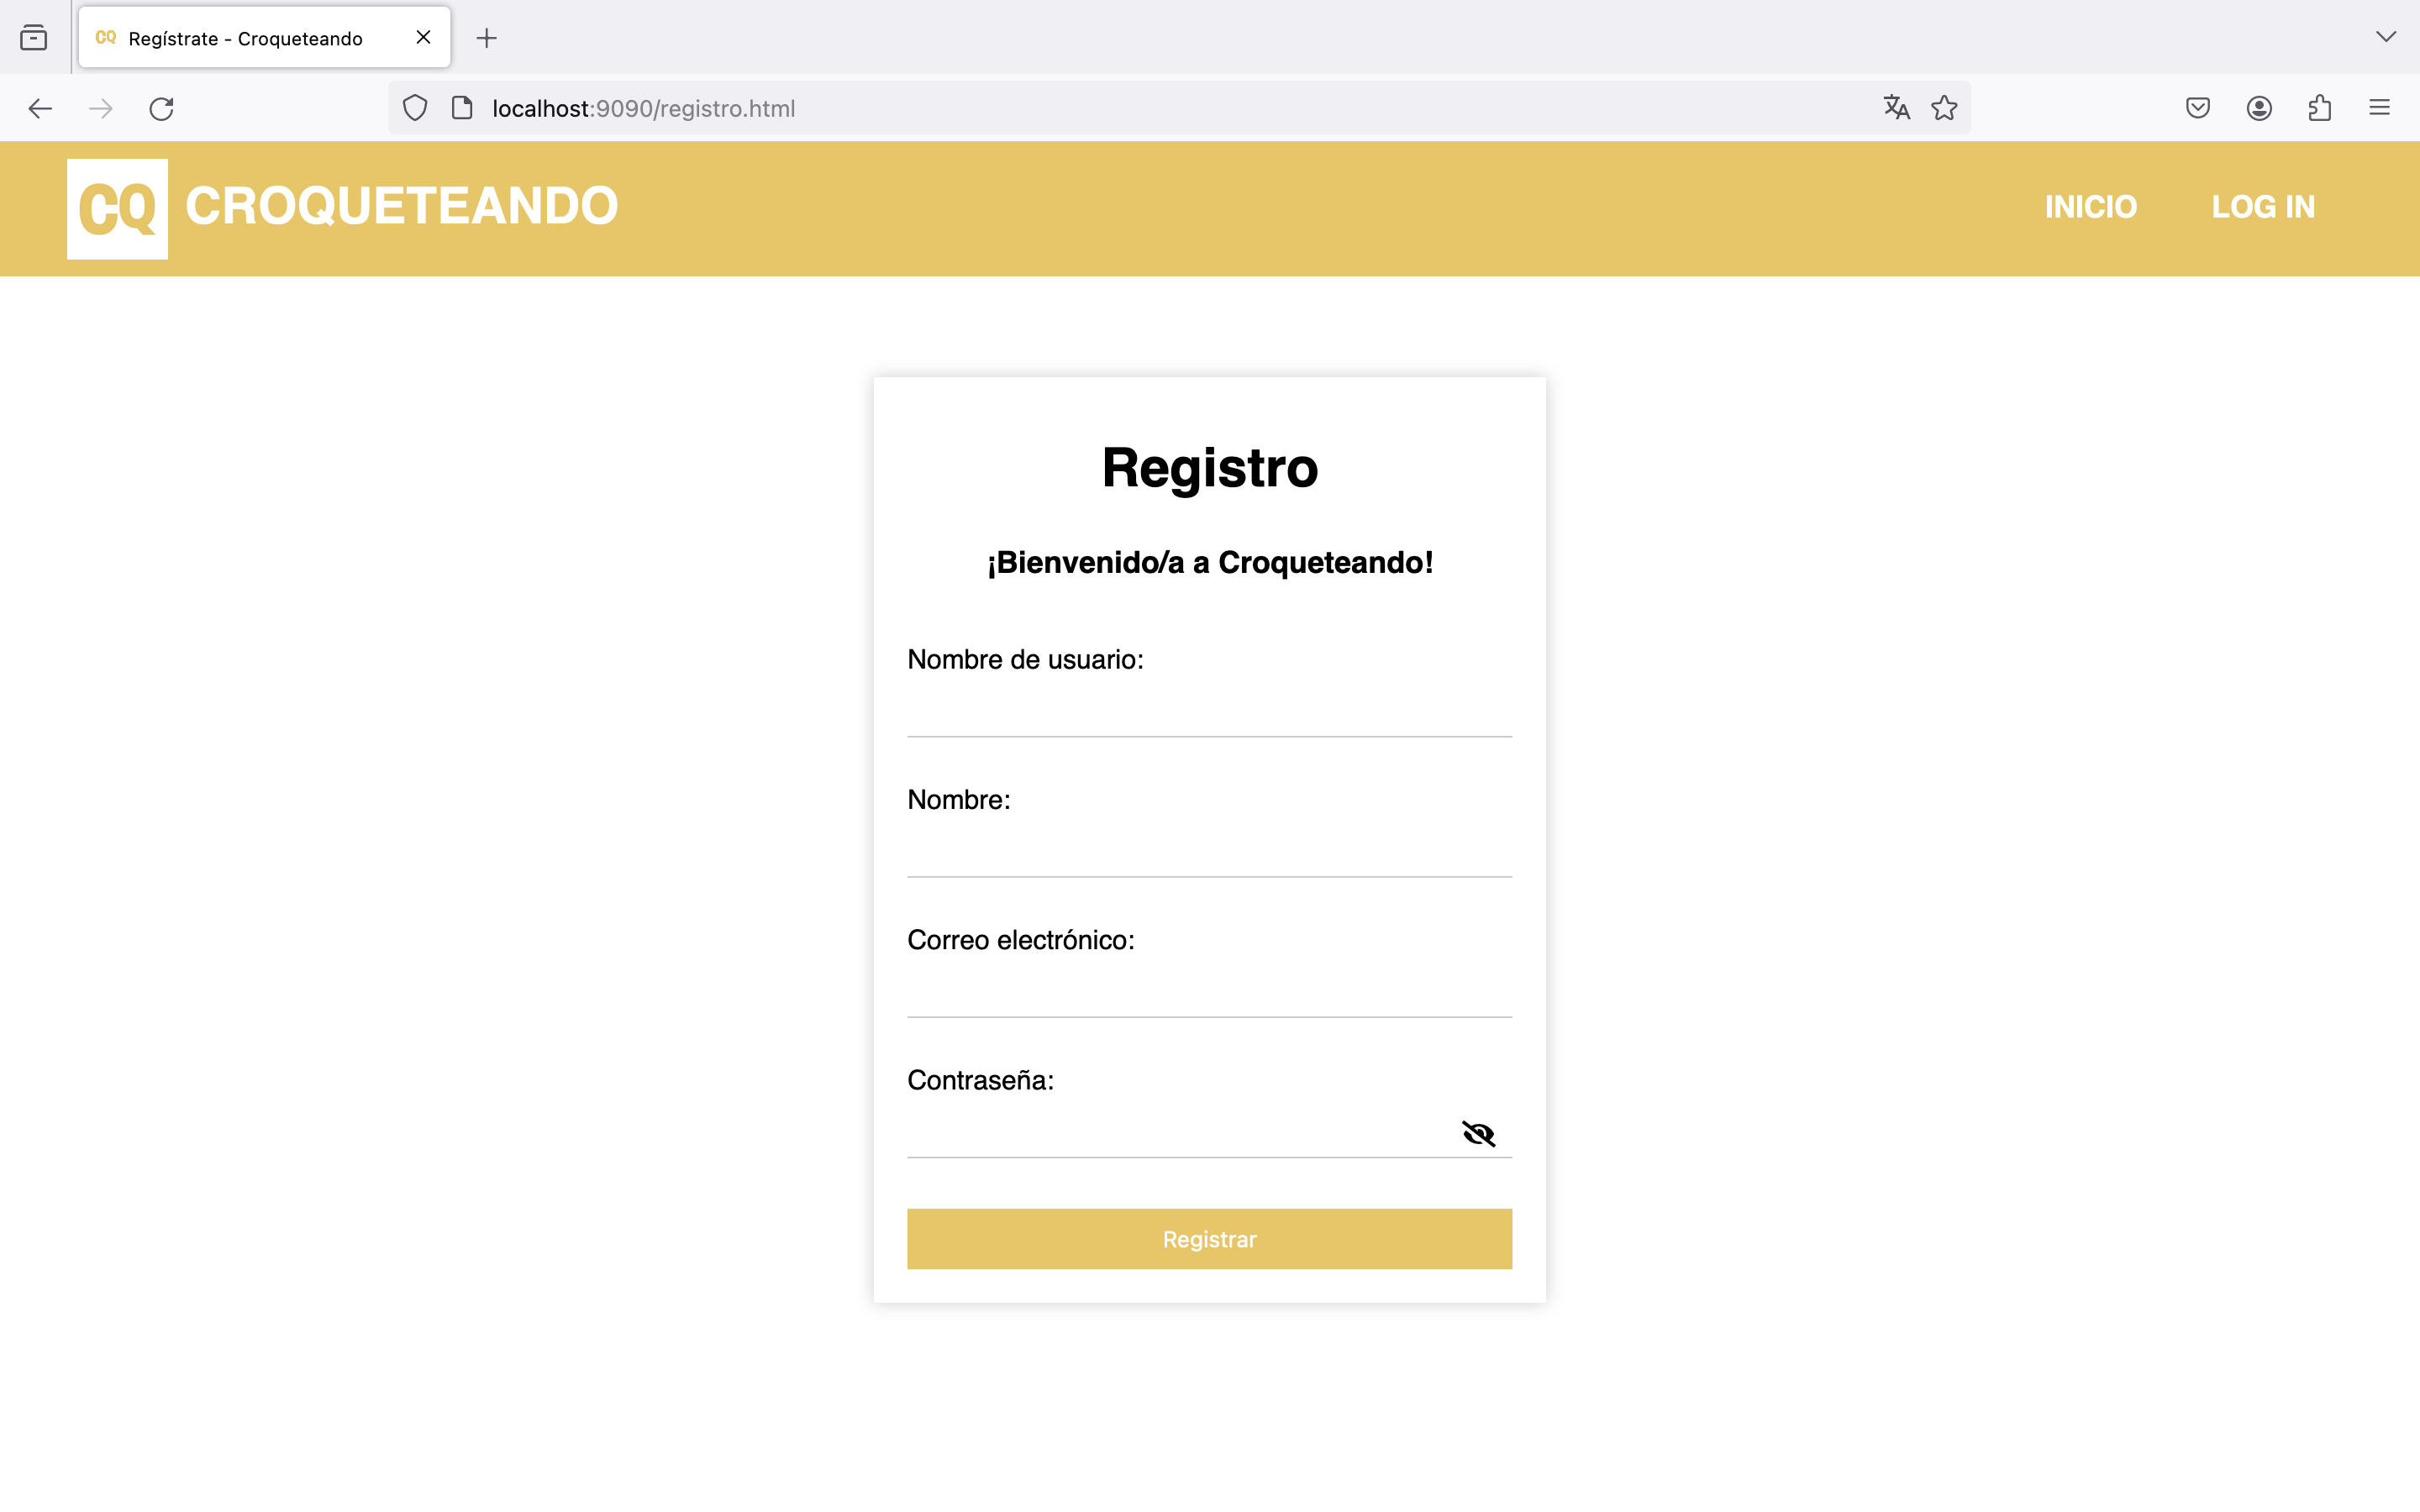 CQ Regístrate - Croqueteando
localhost:9090/registro.html
CQ CROQUETEANDO
INICIO
LOG IN
Registro
¡Bienvenido/a a Croqueteando!
Nombre de usuario:
Nombre:
Correo electrónico:
Contraseña:
Registrar